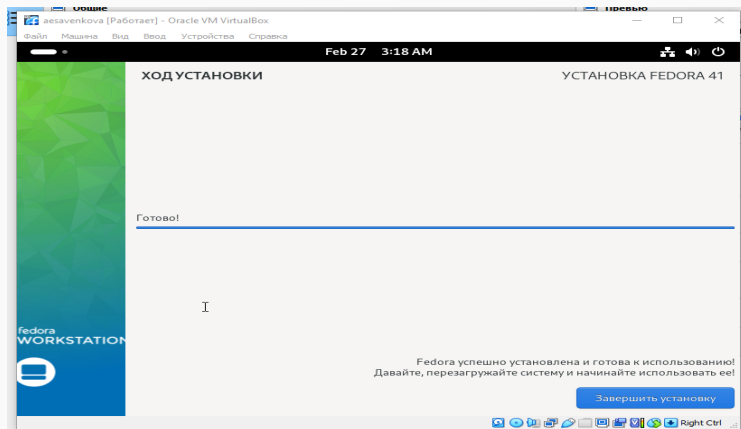 Общие
Превью
aesavenkova [Работает] - Oracle VM VirtualBox
Файл Машина Вид Ввод Устройства Справка
Feb 27 3:18 AM
ХОД УСТАНОВКИ
УСТАНОВКА FEDORA 41
Готово!
fedora
WORKSTATION
Fedora успешно установлена и готова к использованию!
Давайте, перезагружайте систему и начинайте использовать ее!
Завершить установку
Right Ctrl